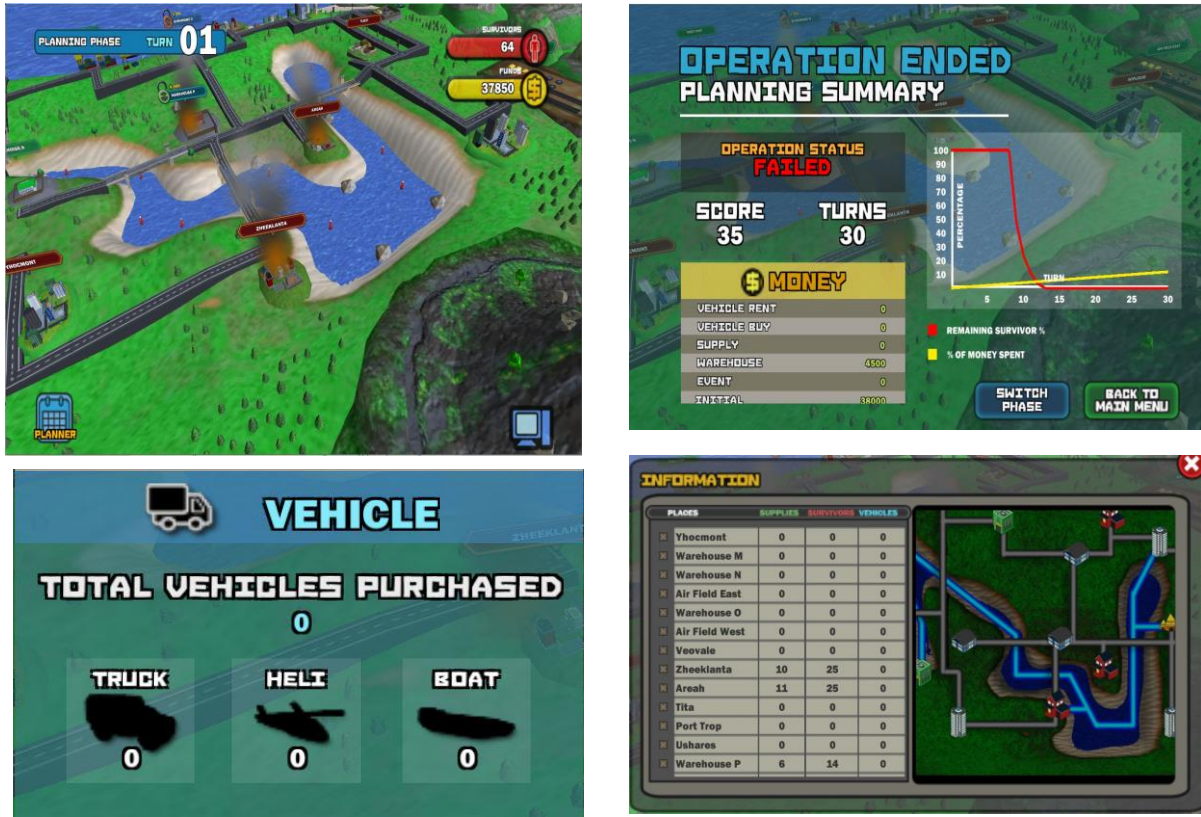 PLANNING PHASE TURN 01
SURVIVORS
64
FUNDS
37850
AREAH
ZHEEKLANTA
YHOCMONT
PLANNER
OPERATION ENDED
PLANNING SUMMARY
OPERATION STATUS
FAILED
SCORE TURNS
35 30
MONEY
VEHICLE RENT 0
VEHICLE BUY 0
SUPPLY 0
WAREHOUSE 4500
EVENT 0
INITIAL 38000
100
90
80
70
60
50
40
30
20
10
PERCENTAGE
TURN
5 10 15 20 25 30
REMAINING SURVIVOR %
% OF MONEY SPENT
SWITCH PHASE
BACK TO MAIN MENU
VEHICLE
ZHEEKLANT
TOTAL VEHICLES PURCHASED
0
TRUCK HELI BOAT
0 0 0
INFORMATION
PLACES SUPPLIES SURVIVORS VEHICLES
Yhocmont 0 0 0
Warehouse M 0 0 0
Warehouse N 0 0 0
Air Field East 0 0 0
Warehouse O 0 0 0
Air Field West 0 0 0
Veovale 0 0 0
Zheeklanta 10 25 0
Areah 11 25 0
Tita 0 0 0
Port Trop 0 0 0
Ushares 0 0 0
Warehouse P 6 14 0